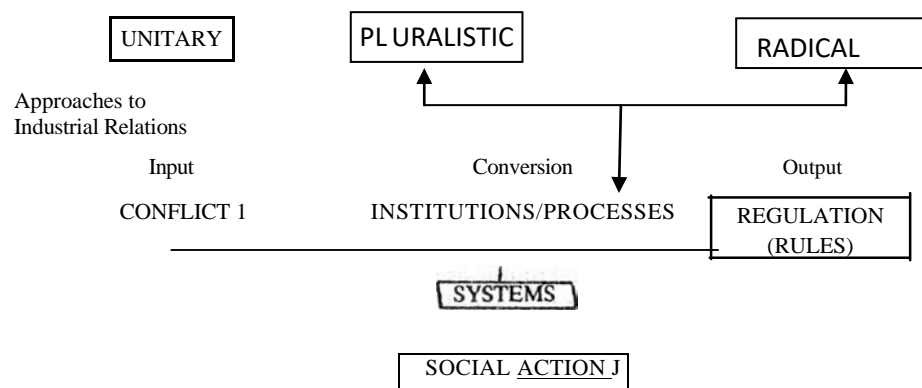 UNITARY
PL URALISTIC
RADICAL
Approaches to
Industrial Relations
Input
Conversion
Output
CONFLICT 1
INSTITUTIONS/PROCESSES
REGULATION
(RULES)
SYSTEMS
SOCIAL ACTION J